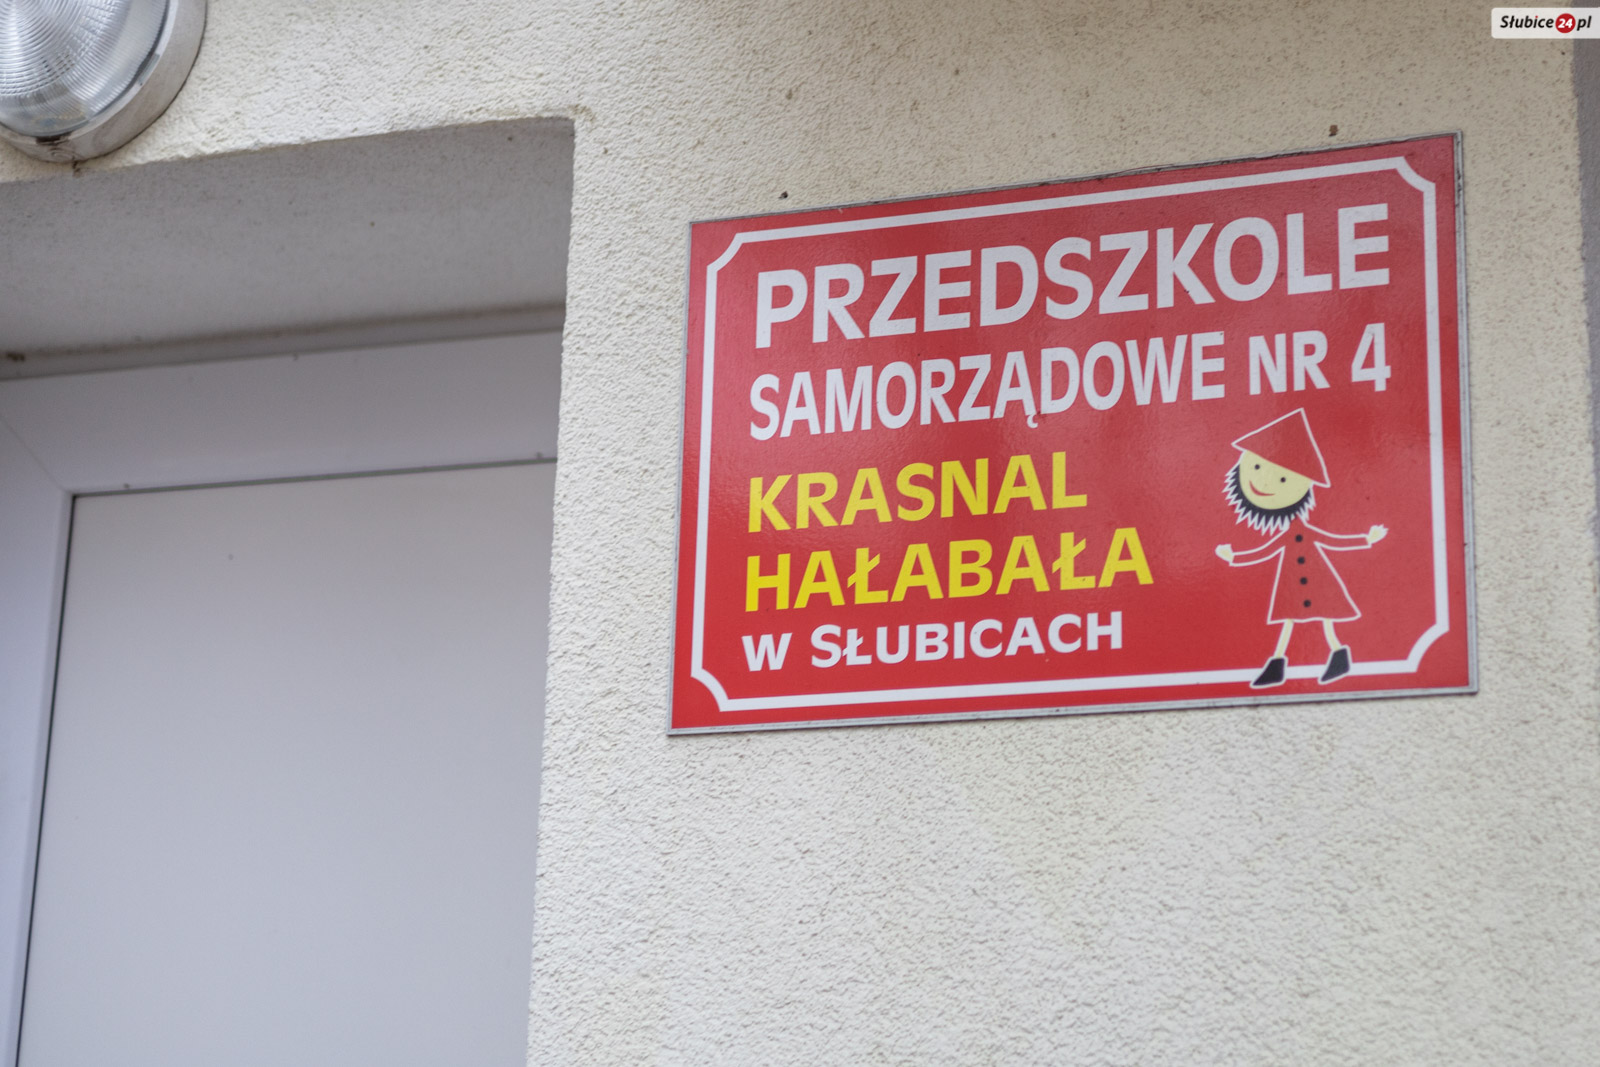 Słubice24.pl
PRZEDSZKOLE
SAMORZĄDOWE NR 4
KRASNAL
HAŁABAŁA
W SŁUBICACH